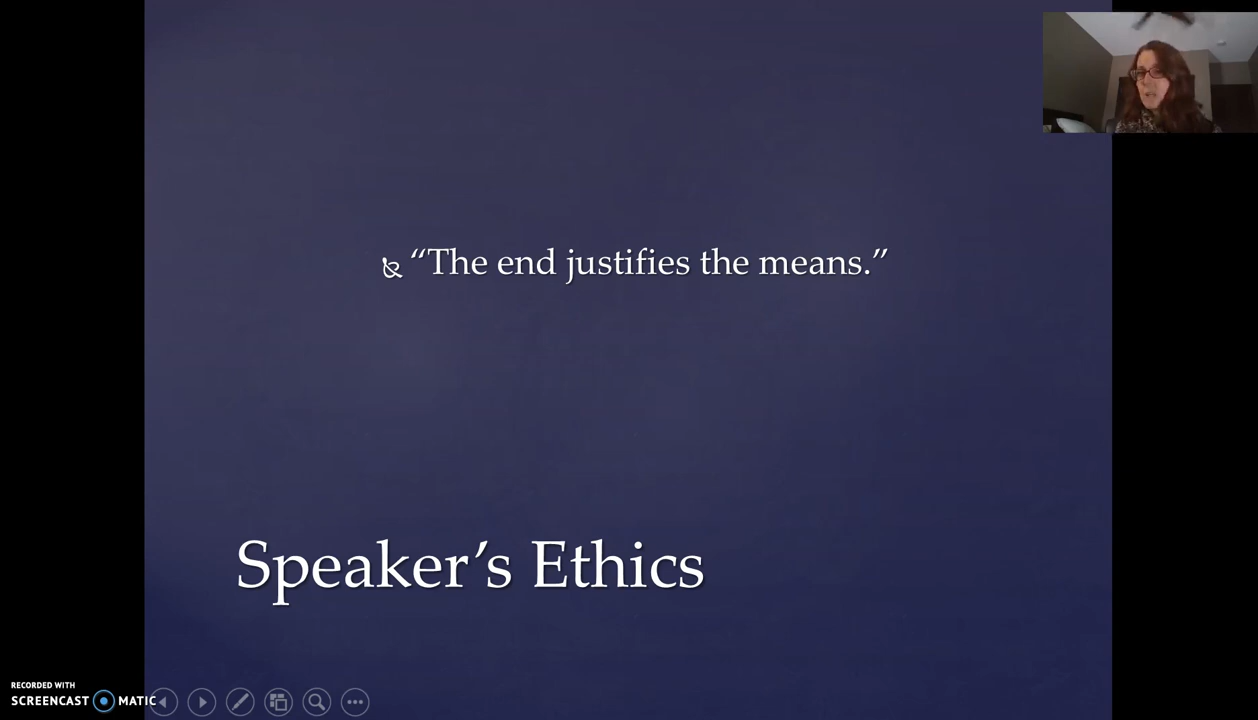 “The end justifies the means.”
Speaker’s Ethics
RECORDED WITH
SCREENCAST MATIC